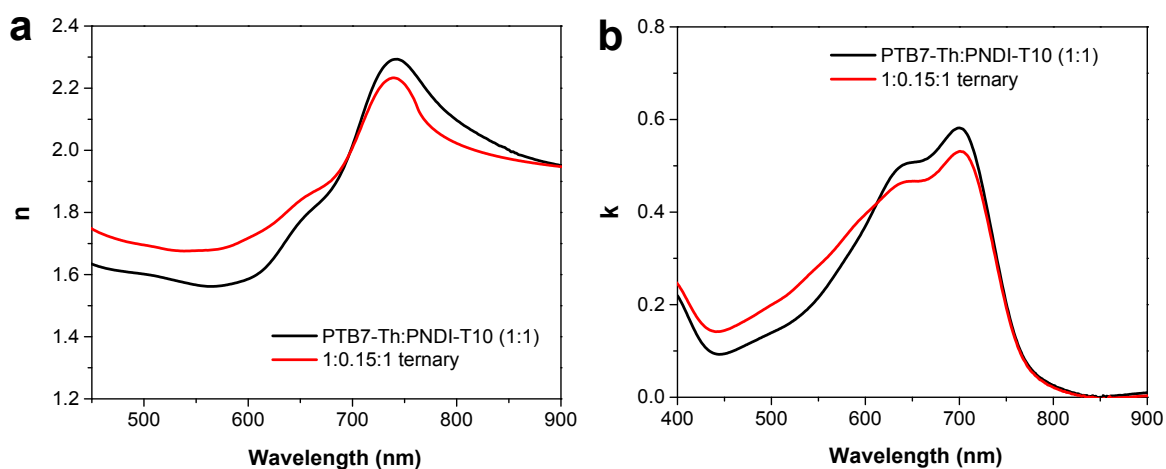 a
n
2.4
2.2
2.0
1.8
1.6
1.4
1.2
PTB7-Th:PNDI-T10 (1:1)
1:0.15:1 ternary
500 600 700 800 900
Wavelength (nm)
b
k
0.8
0.6
0.4
0.2
0.0
PTB7-Th:PNDI-T10 (1:1)
1:0.15:1 ternary
400 500 600 700 800 900
Wavelength (nm)